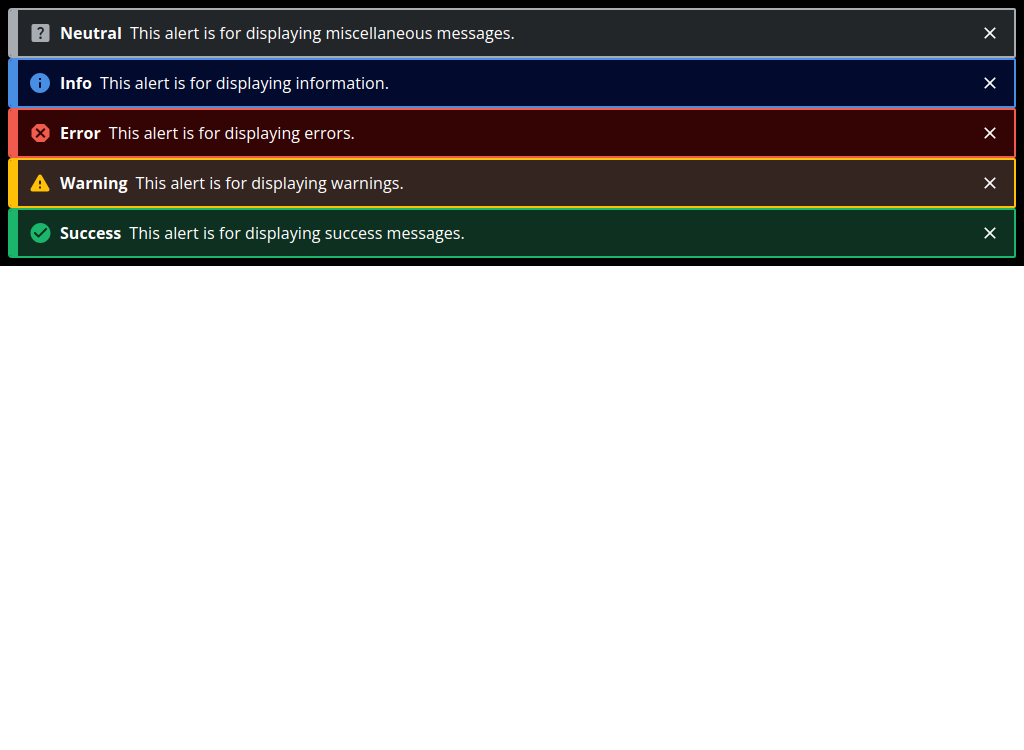 Neutral This alert is for displaying miscellaneous messages.
Info This alert is for displaying information.
Error This alert is for displaying errors.
Warning This alert is for displaying warnings.
Success This alert is for displaying success messages.